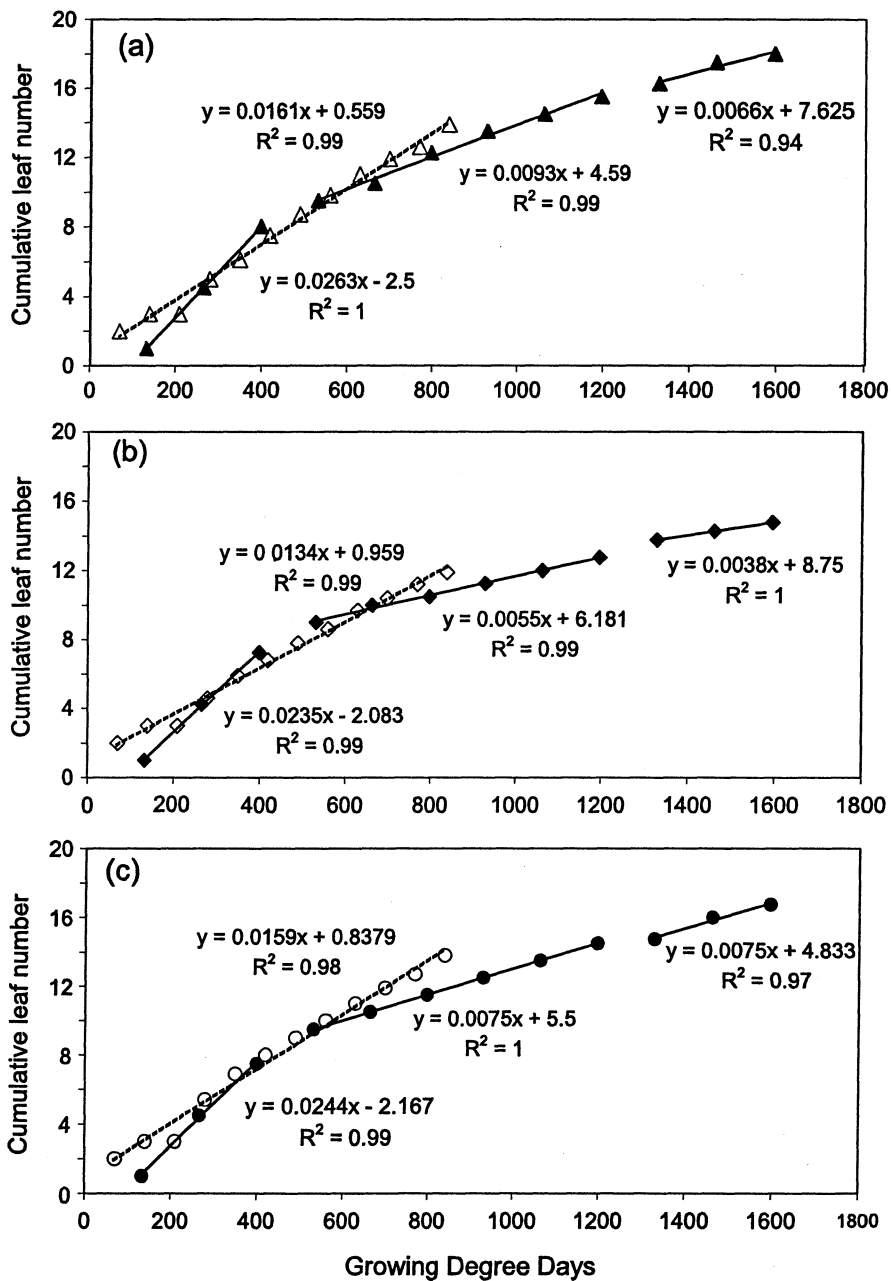 (a)
20
16
12
8
4
0
Cumulative leaf number
y = 0.0161x + 0.559
R² = 0.99
y = 0.0066x + 7.625
R² = 0.94
y = 0.0093x + 4.59
R² = 0.99
y = 0.0263x - 2.5
R² = 1
0 200 400 600 800 1000 1200 1400 1600 1800
(b)
20
16
12
8
4
0
Cumulative leaf number
y = 0 0134x + 0.959
R² = 0.99
y = 0.0038x + 8.75
R² = 1
y = 0.0055x + 6.181
R² = 0.99
y = 0.0235x - 2.083
R² = 0.99
0 200 400 600 800 1000 1200 1400 1600 1800
(c)
20
16
12
8
4
0
Cumulative leaf number
y = 0.0159x + 0.8379
R² = 0.98
y = 0.0075x + 4.833
R² = 0.97
y = 0.0075x + 5.5
R² = 1
y = 0.0244x - 2.167
R² = 0.99
0 200 400 600 800 1000 1200 1400 1600 1800
Growing Degree Days